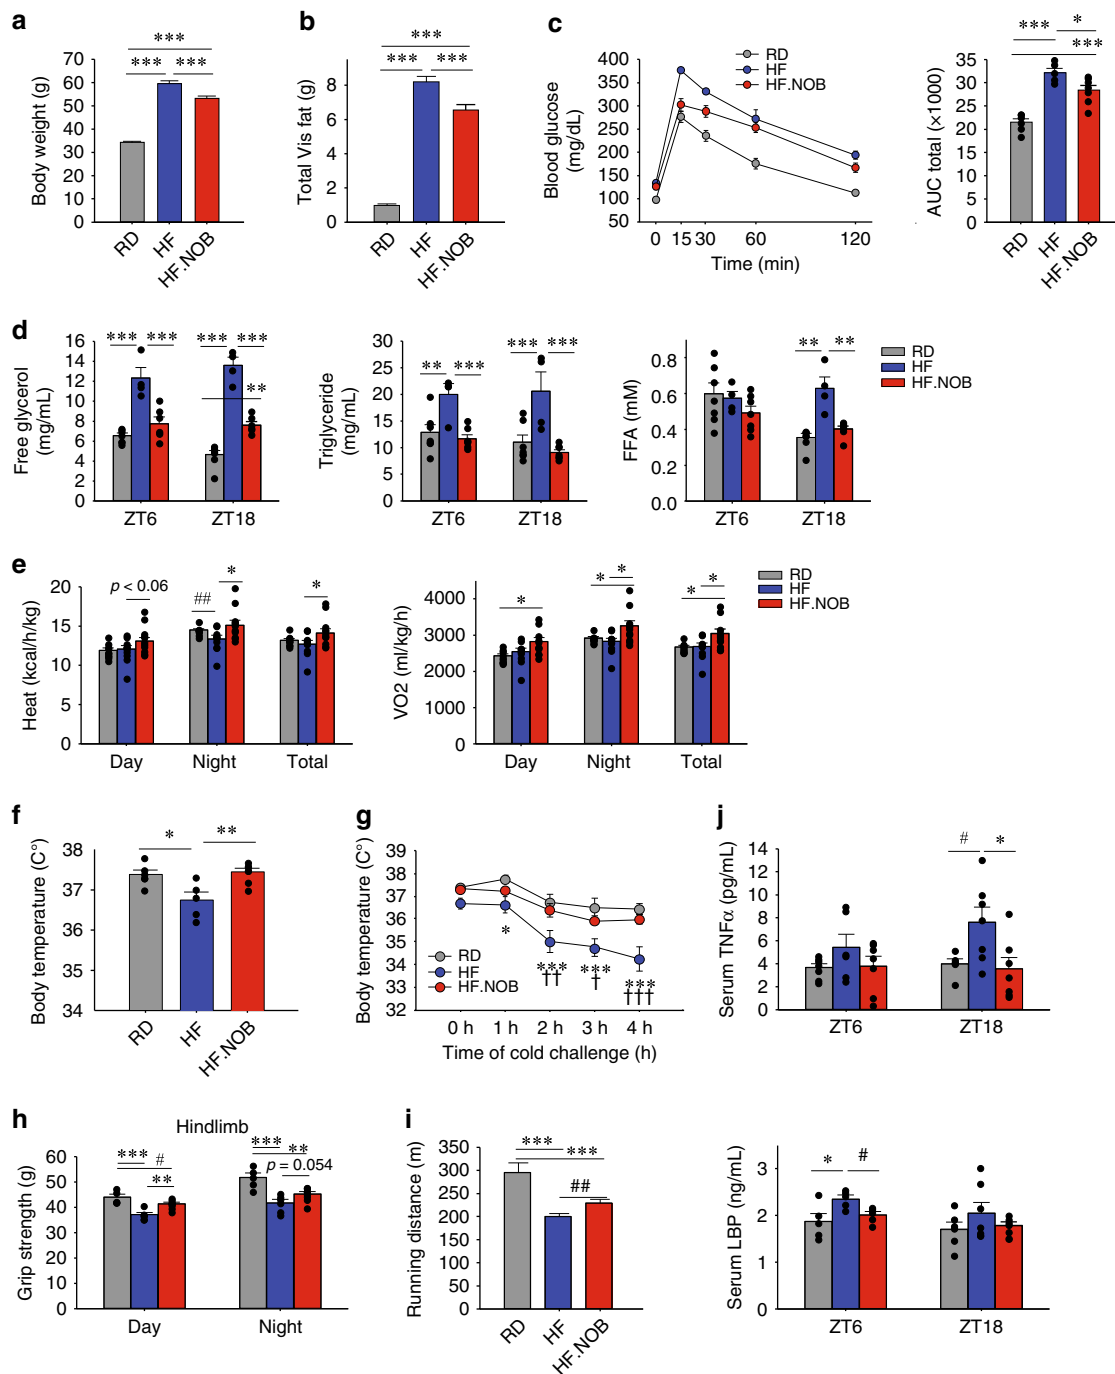 a
***
***
***
Body weight (g)
70
60
50
40
30
20
10
0
RD
HF
HF.NOB
b
***
***
***
Total Vis fat (g)
8
6
4
2
0
RD
HF
HF.NOB
c
Blood glucose
(mg/dL)
400
350
300
250
200
150
100
50
0
15
30
60
120
Time (min)
RD
HF
HF.NOB
***
*
***
AUC total (×1000)
35
30
25
20
15
10
5
0
RD
HF
HF.NOB
d
Free glycerol
(mg/mL)
16
14
12
10
8
6
4
2
0
***
***
***
***
**
ZT6
ZT18
Triglyceride
(mg/mL)
30
25
20
15
10
5
0
**
***
***
***
ZT6
ZT18
FFA (mM)
0.8
0.6
0.4
0.2
0.0
**
**
ZT6
ZT18
RD
HF
HF.NOB
e
Heat (kcal/h/kg)
20
15
10
5
0
p < 0.06
##
*
*
Day
Night
Total
VO2 (ml/kg/h)
4000
3000
2000
1000
0
*
*
*
*
*
Day
Night
Total
RD
HF
HF.NOB
f
Body temperature (C°)
38
37
36
34
*
**
RD
HF
HF.NOB
g
Body temperature (C°)
39
38
37
36
35
34
33
32
RD
HF
HF.NOB
*
***
††
***
†
***
†††
0 h
1 h
2 h
3 h
4 h
Time of cold challenge (h)
j
Serum TNFα (pg/mL)
14
12
10
8
6
4
2
0
#
*
ZT6
ZT18
h
Hindlimb
Grip strength (g)
60
50
40
30
20
10
0
***
#
**
***
**
p = 0.054
Day
Night
i
Running distance (m)
350
300
250
200
150
100
50
0
***
***
##
RD
HF
HF.NOB
Serum LBP (ng/mL)
3
2
1
0
*
#
ZT6
ZT18